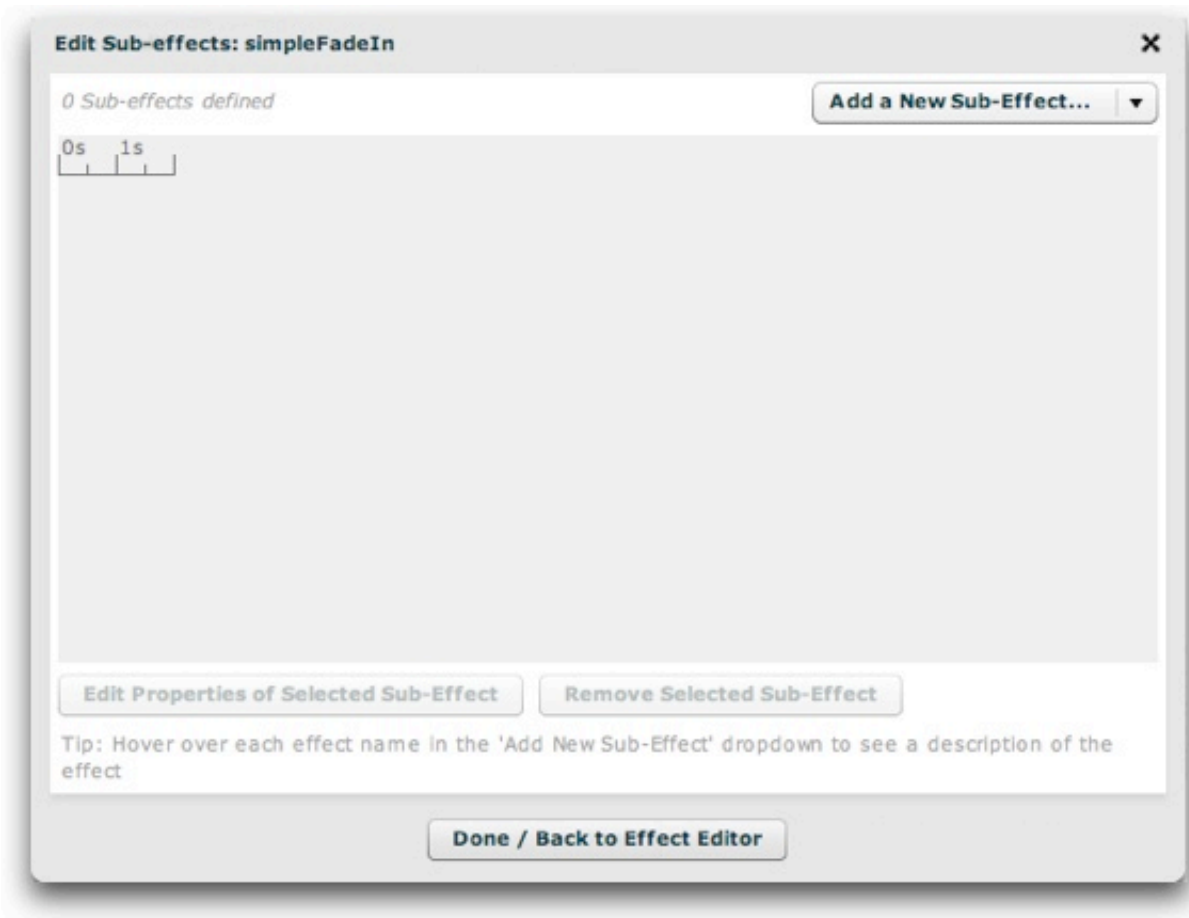 Edit Sub-effects: simpleFadeIn
0 Sub-effects defined
Add a New Sub-Effect...
0s 1s
Edit Properties of Selected Sub-Effect
Remove Selected Sub-Effect
Tip: Hover over each effect name in the 'Add New Sub-Effect' dropdown to see a description of the
effect
Done / Back to Effect Editor